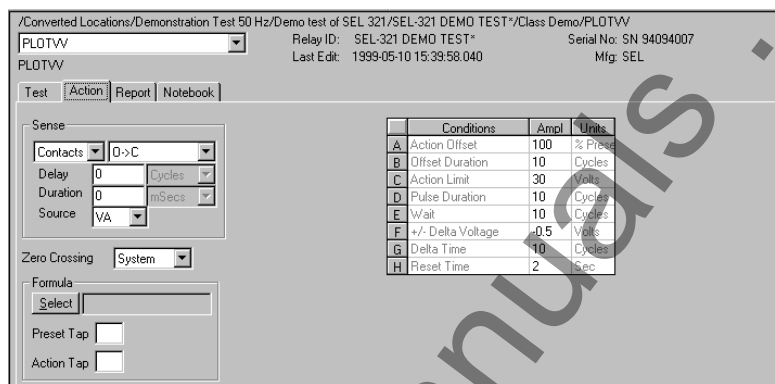 /Converted Locations/Demonstration Test 50 Hz/Demo test of SEL 321/SEL-321 DEMO TEST*/Class Demo/PLOTVV
PLOTVV Relay ID: SEL-321 DEMO TEST* Serial No: SN 94094007
Last Edit: 1999-05-10 15:39:58.040 Mfg: SEL
PLOTVV
Test Action Report Notebook
Sense
Contacts O->C
Delay 0 Cycles
Duration 0 mSecs
Source VA
Zero Crossing System
Formula
Select
Preset Tap
Action Tap
Conditions Ampl Units
A Action Offset 100 % Prese
B Offset Duration 10 Cycles
C Action Limit 30 Volts
D Pulse Duration 10 Cycles
E Wait 10 Cycles
F +/- Delta Voltage -0.5 Volts
G Delta Time 10 Cycles
H Reset Time 2 Sec
nuals .